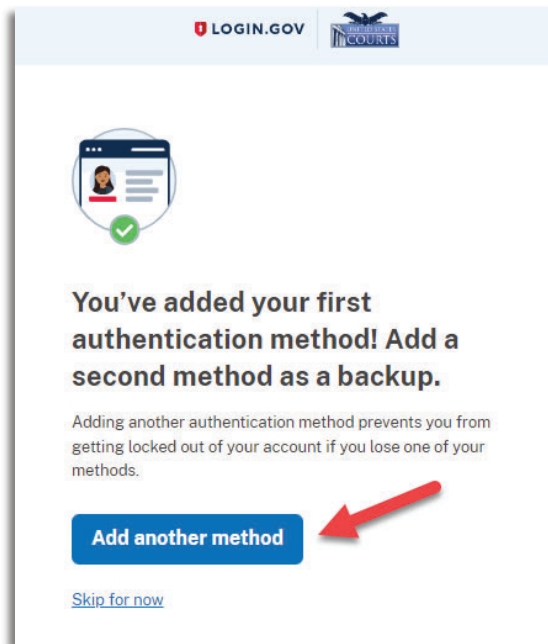 LOGIN.GOV
UNITED STATES
COURTS
You’ve added your first
authentication method! Add a
second method as a backup.
Adding another authentication method prevents you from
getting locked out of your account if you lose one of your
methods.
Add another method
Skip for now